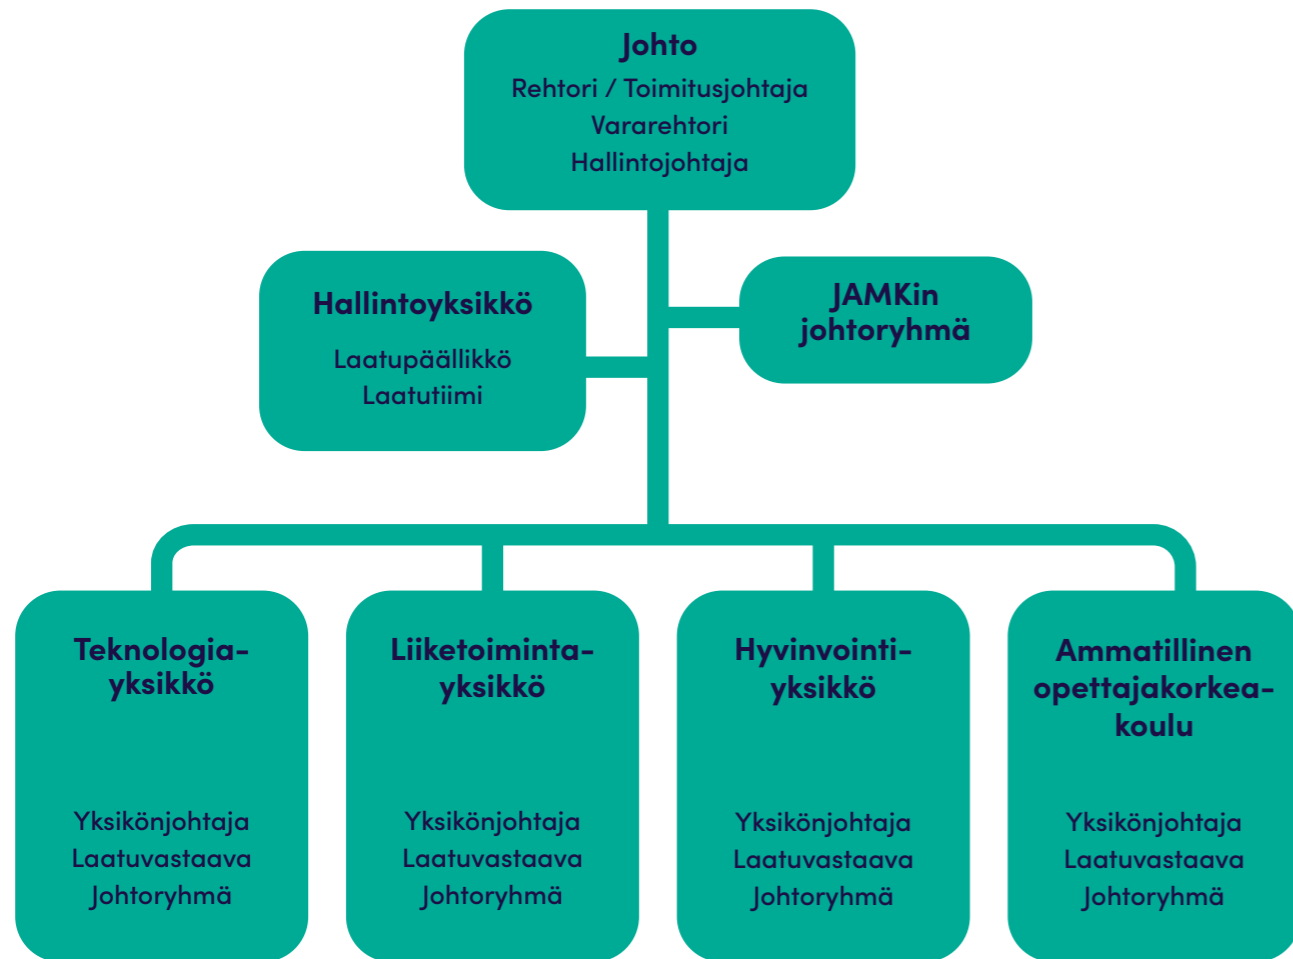 Johto
Rehtori / Toimitusjohtaja
Vararehtori
Hallintojohtaja
Hallintoyksikkö
Laatupäällikkö
Laatutiimi
JAMKin
johtoryhmä
Teknologia-
yksikkö
Yksikönjohtaja
Laatuvastaava
Johtoryhmä
Liiketoiminta-
yksikkö
Yksikönjohtaja
Laatuvastaava
Johtoryhmä
Hyvinvointi-
yksikkö
Yksikönjohtaja
Laatuvastaava
Johtoryhmä
Ammatillinen
opettajakorkea-
koulu
Yksikönjohtaja
Laatuvastaava
Johtoryhmä